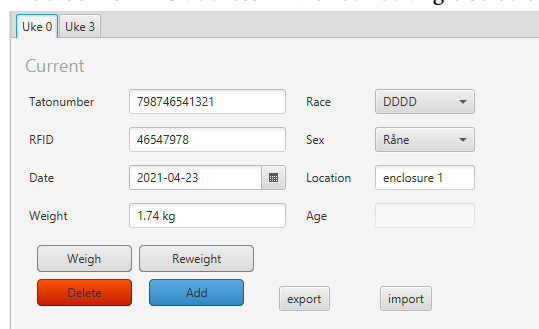 Uke 0 Uke 3
Current
Tatonumber 798746541321 Race DDDD
RFID 46547978 Sex Råne
Date 2021-04-23 Location enclosure 1
Weight 1.74 kg Age
Weigh Reweight
Delete Add export import